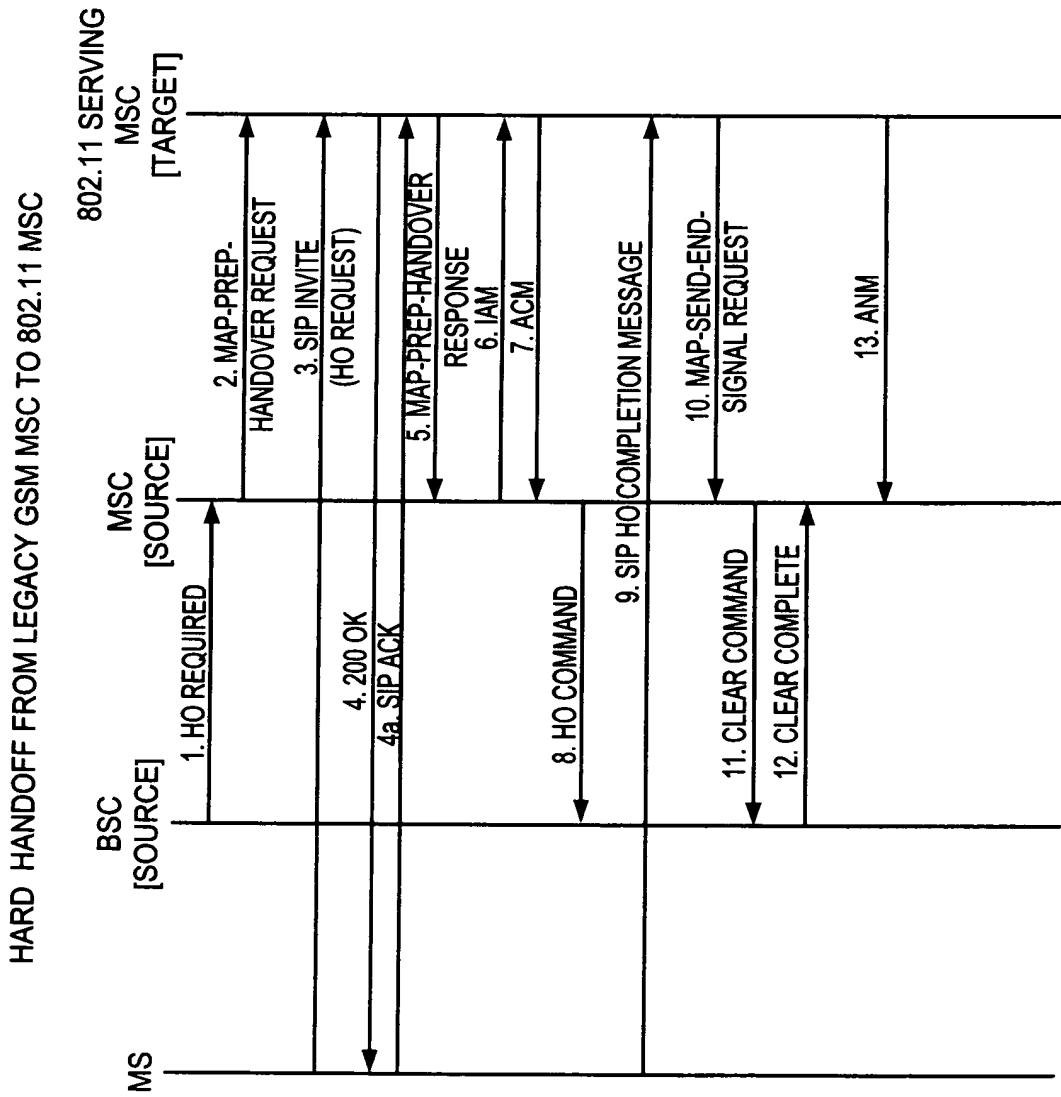 HARD HANDOFF FROM LEGACY GSM MSC TO 802.11 MSC
MS
BSC
[SOURCE]
MSC
[SOURCE]
802.11 SERVING
MSC
[TARGET]
1. HO REQUIRED
2. MAP-PREP-
HANDOVER REQUEST
3. SIP INVITE
(HO REQUEST)
4. 200 OK
4a. SIP ACK
5. MAP-PREP-HANDOVER
RESPONSE
6. IAM
7. ACM
8. HO COMMAND
9. SIP HO COMPLETION MESSAGE
10. MAP-SEND-END-
SIGNAL REQUEST
11. CLEAR COMMAND
12. CLEAR COMPLETE
13. ANM